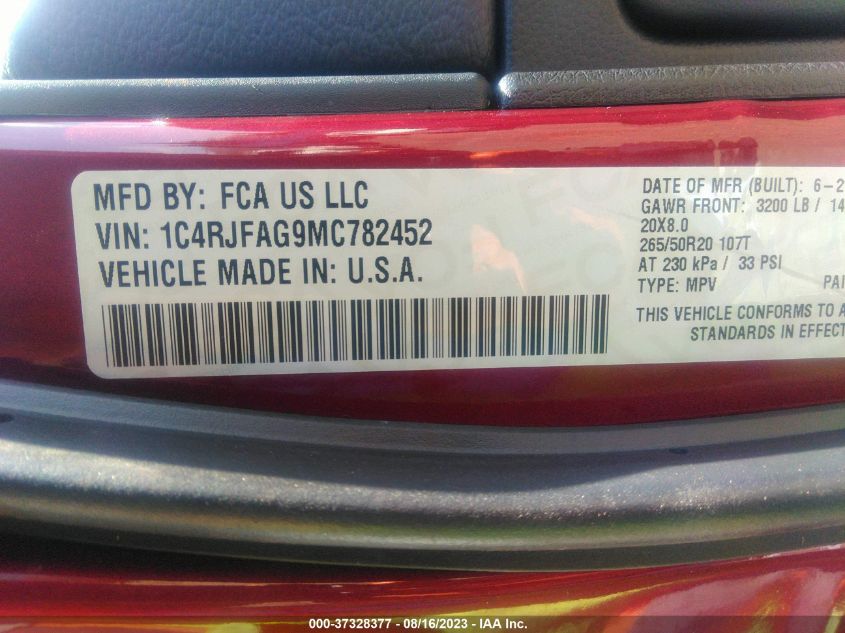 MFD BY: FCA US LLC
VIN: 1C4RJFAG9MC782452
VEHICLE MADE IN: U.S.A.
DATE OF MFR (BUILT): 6-2
GAWR FRONT: 3200 LB / 14
20X8.0
265/50R20 107T
AT 230 kPa / 33 PSI
TYPE: MPV PAI
THIS VEHICLE CONFORMS TO A
STANDARDS IN EFFECT
000-37328377 - 08/16/2023 - IAA Inc.